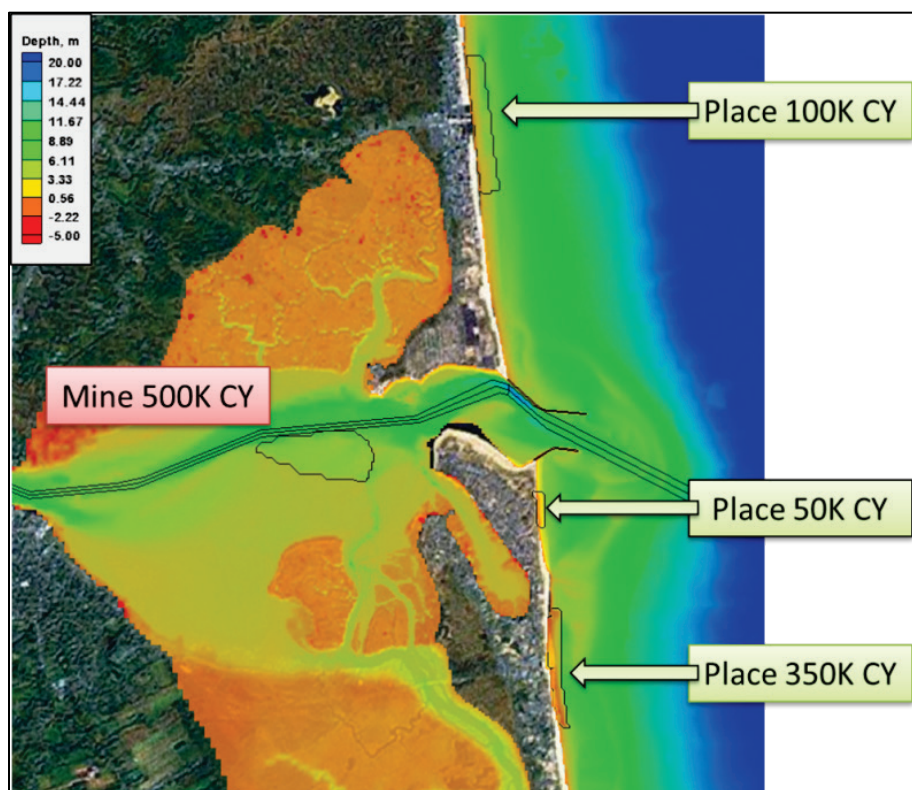 Depth, m
20.00
17.22
14.44
11.67
8.89
6.11
3.33
0.56
-2.22
-5.00
Place 100K CY
Mine 500K CY
Place 50K CY
Place 350K CY